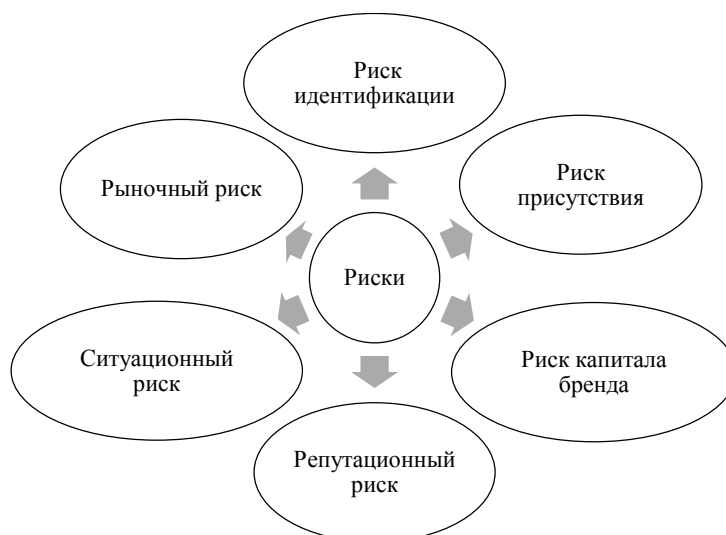 Риск
идентификации
Рыночный риск
Риск
присутствия
Риски
Ситуационный
риск
Риск капитала
бренда
Репутационный
риск